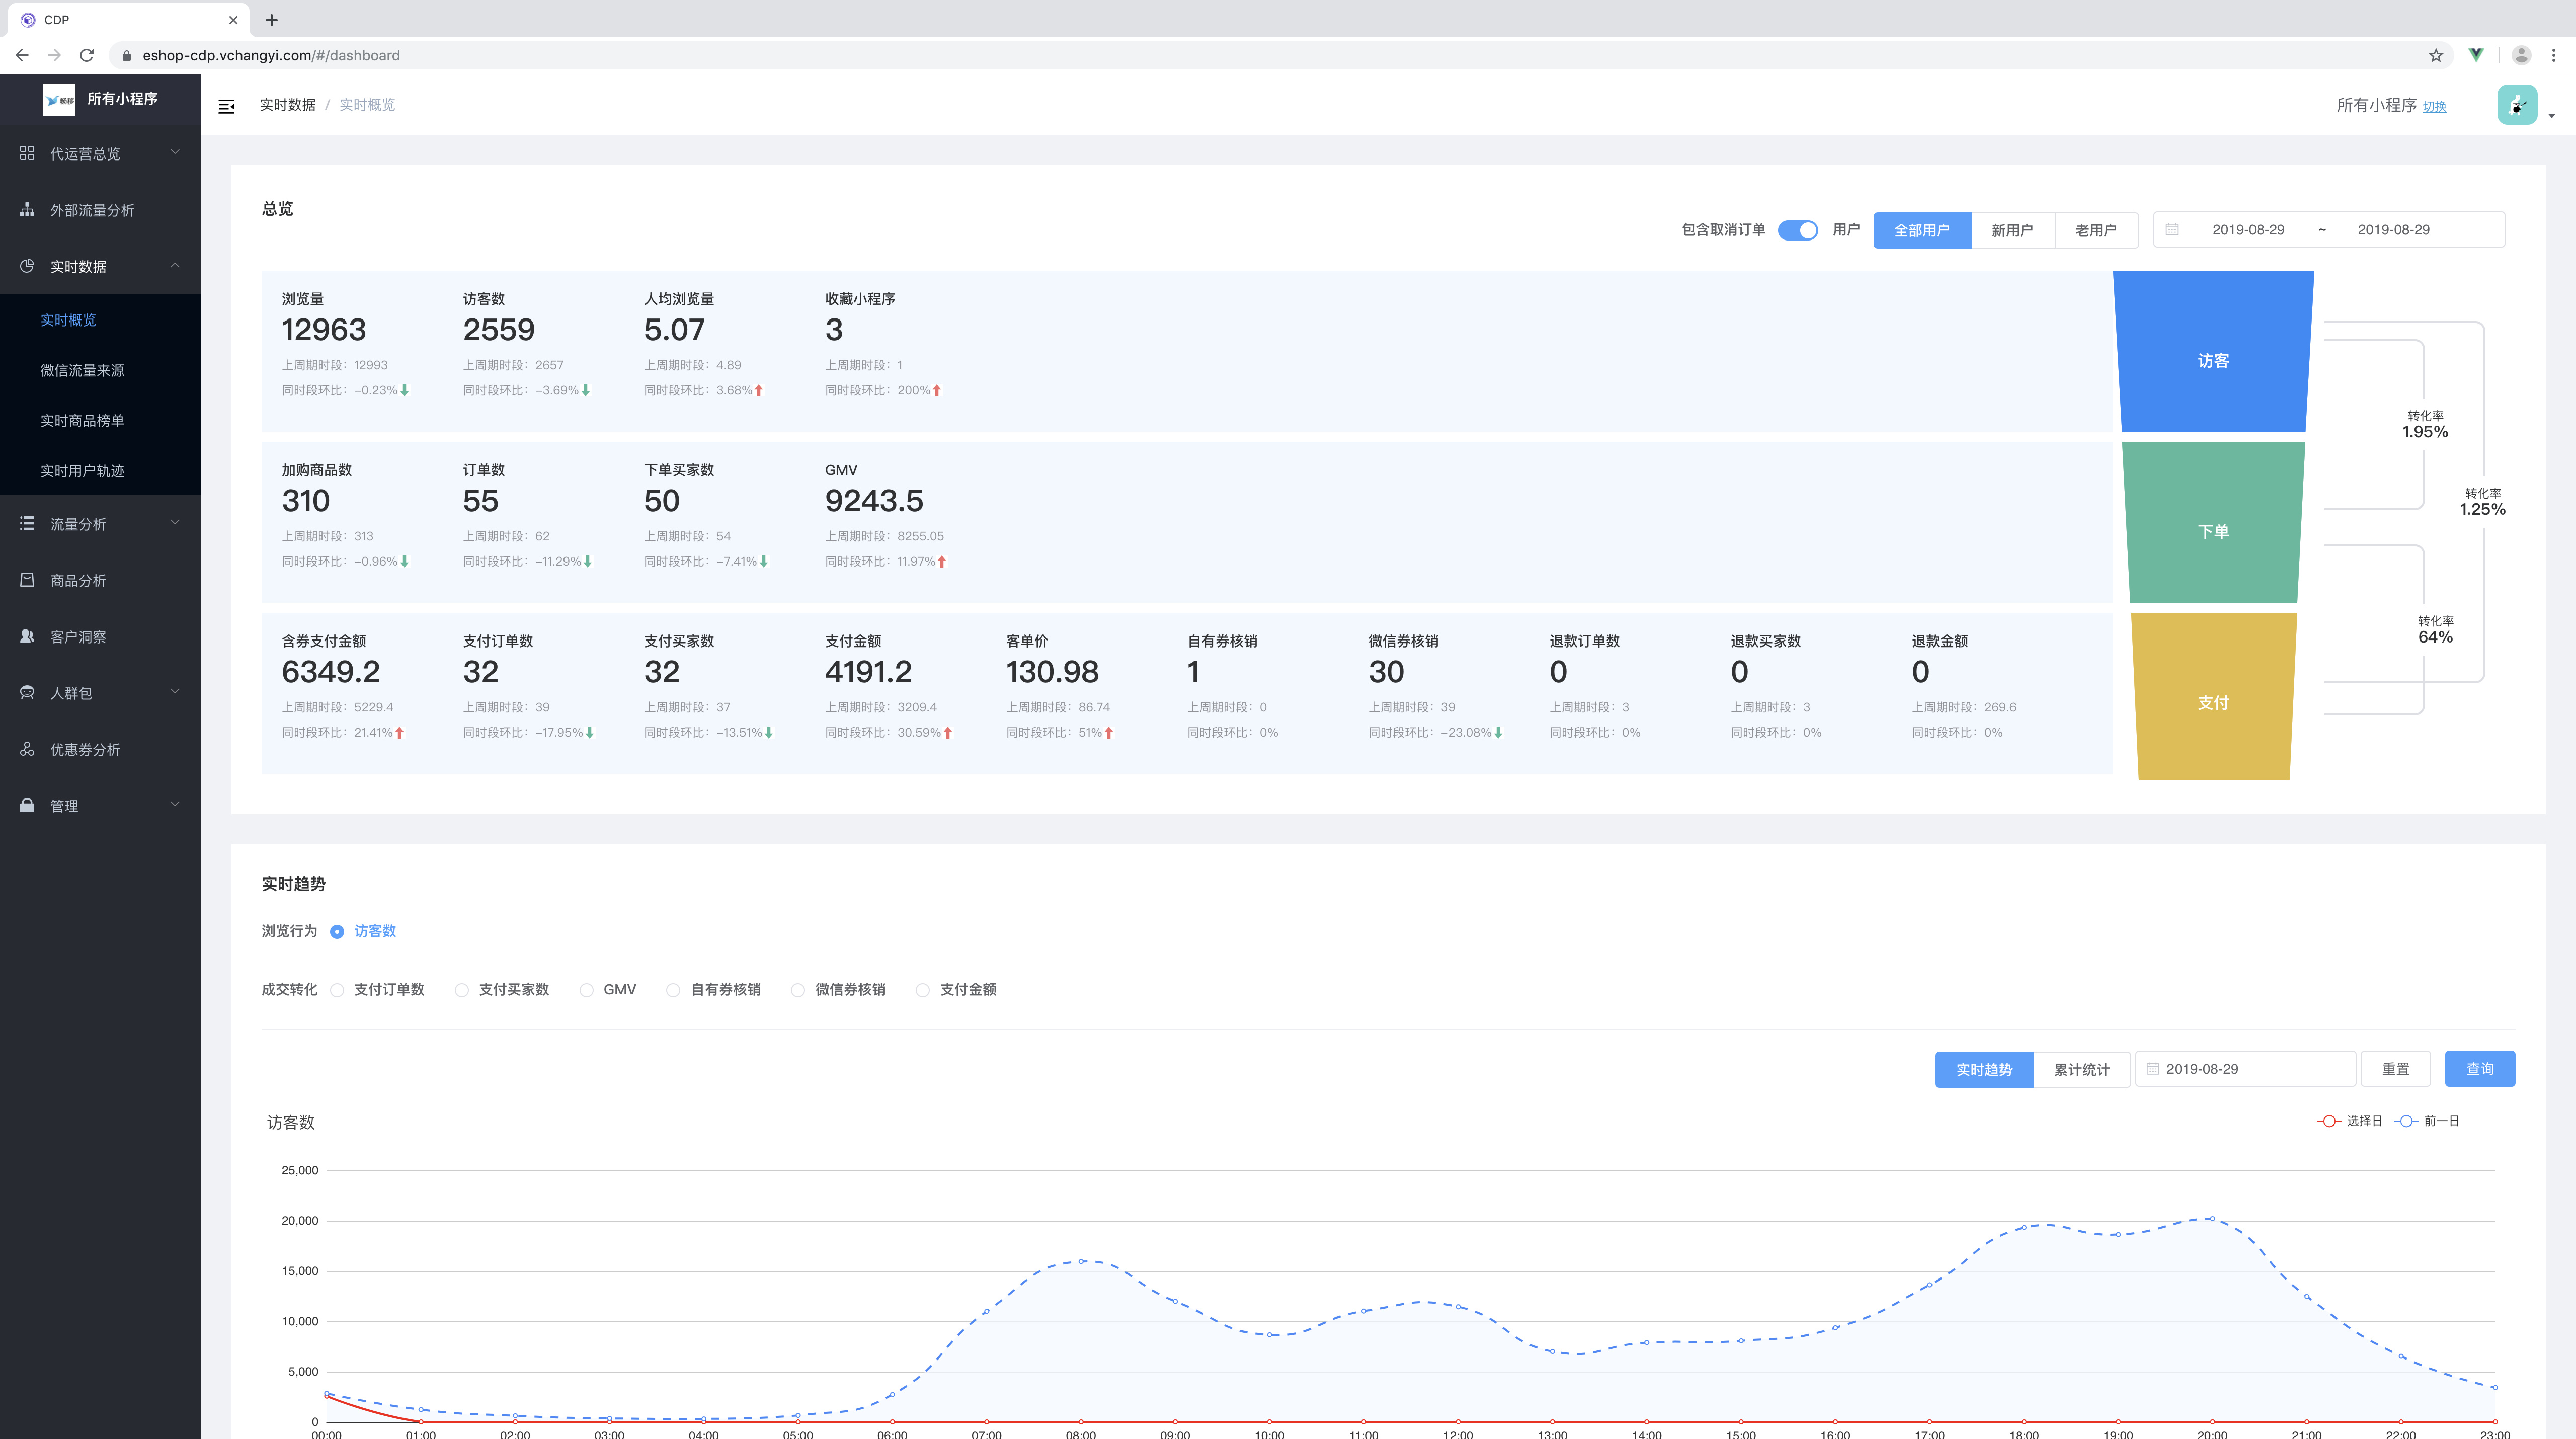 CDP
eshop-cdp.vchangyi.com/#/dashboard
畅移 所有小程序
代运营总览
外部流量分析
实时数据
实时概览
微信流量来源
实时商品榜单
实时用户轨迹
流量分析
商品分析
客户洞察
人群包
优惠券分析
管理
实时数据 / 实时概览
所有小程序 切换
总览
包含取消订单 用户 全部用户 新用户 老用户 2019-08-29 ~ 2019-08-29
浏览量 访客数 人均浏览量 收藏小程序
12963 2559 5.07 3
上周期时段：12993 上周期时段：2657 上周期时段：4.89 上周期时段：1
同时段环比：-0.23% 同时段环比：-3.69% 同时段环比：3.68% 同时段环比：200%
加购商品数 订单数 下单买家数 GMV
310 55 50 9243.5
上周期时段：313 上周期时段：62 上周期时段：54 上周期时段：8255.05
同时段环比：-0.96% 同时段环比：-11.29% 同时段环比：-7.41% 同时段环比：11.97%
含券支付金额 支付订单数 支付买家数 支付金额 客单价 自有券核销 微信券核销 退款订单数 退款买家数 退款金额
6349.2 32 32 4191.2 130.98 1 30 0 0 0
上周期时段：5229.4 上周期时段：39 上周期时段：37 上周期时段：3209.4 上周期时段：86.74 上周期时段：0 上周期时段：39 上周期时段：3 上周期时段：3 上周期时段：269.6
同时段环比：21.41% 同时段环比：-17.95% 同时段环比：-13.51% 同时段环比：30.59% 同时段环比：51% 同时段环比：0% 同时段环比：-23.08% 同时段环比：0% 同时段环比：0% 同时段环比：0%
访客
下单
支付
转化率
1.95%
转化率
1.25%
转化率
64%
实时趋势
浏览行为 访客数
成交转化 支付订单数 支付买家数 GMV 自有券核销 微信券核销 支付金额
实时趋势 累计统计 2019-08-29 重置 查询
访客数
选择日 前一日
25,000
20,000
15,000
10,000
5,000
0
00:00 01:00 02:00 03:00 04:00 05:00 06:00 07:00 08:00 09:00 10:00 11:00 12:00 13:00 14:00 15:00 16:00 17:00 18:00 19:00 20:00 21:00 22:00 23:00